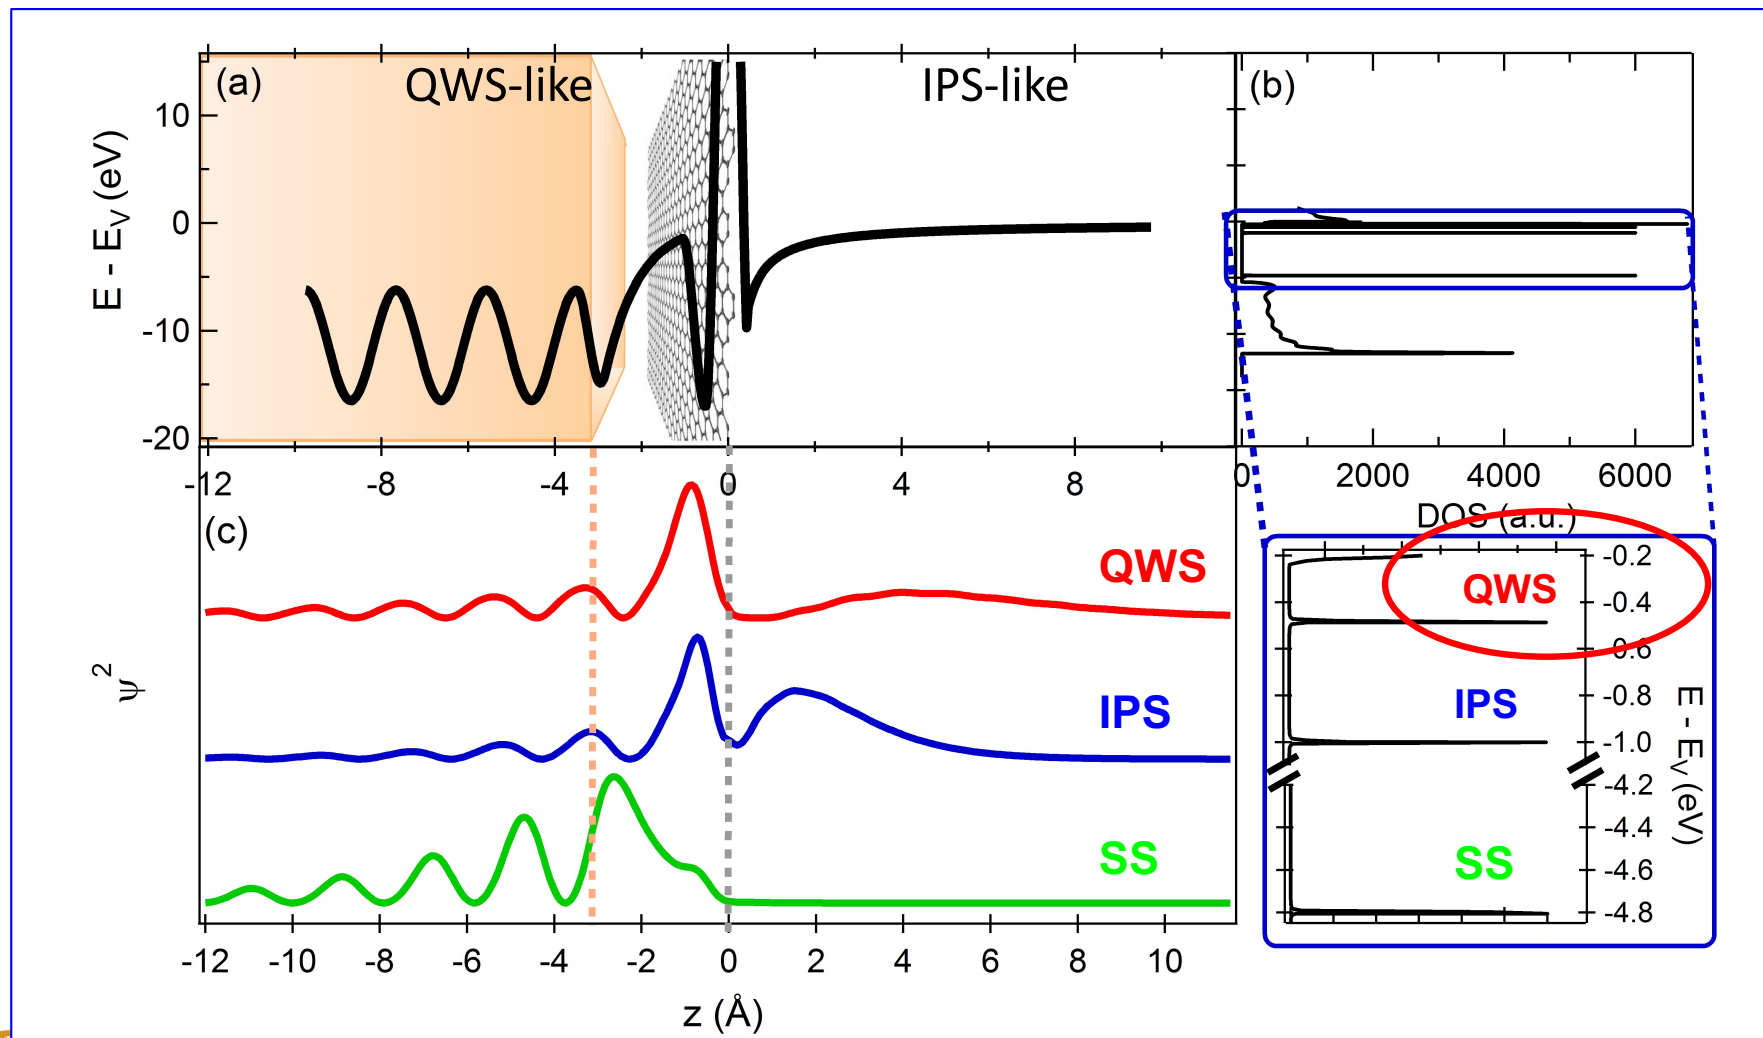 (a) QWS-like IPS-like (b)
10
0
-10
-20
E - EV (eV)
-12 -8 -4 0 4 8
0 2000 4000 6000
DOS (a.u.)
(c)
QWS
IPS
SS
ψ2
-12 -10 -8 -6 -4 -2 0 2 4 6 8 10
z (Å)
QWS
IPS
SS
-0.2
-0.4
-0.6
-0.8
-1.0
-4.2
-4.4
-4.6
-4.8
E - EV (eV)